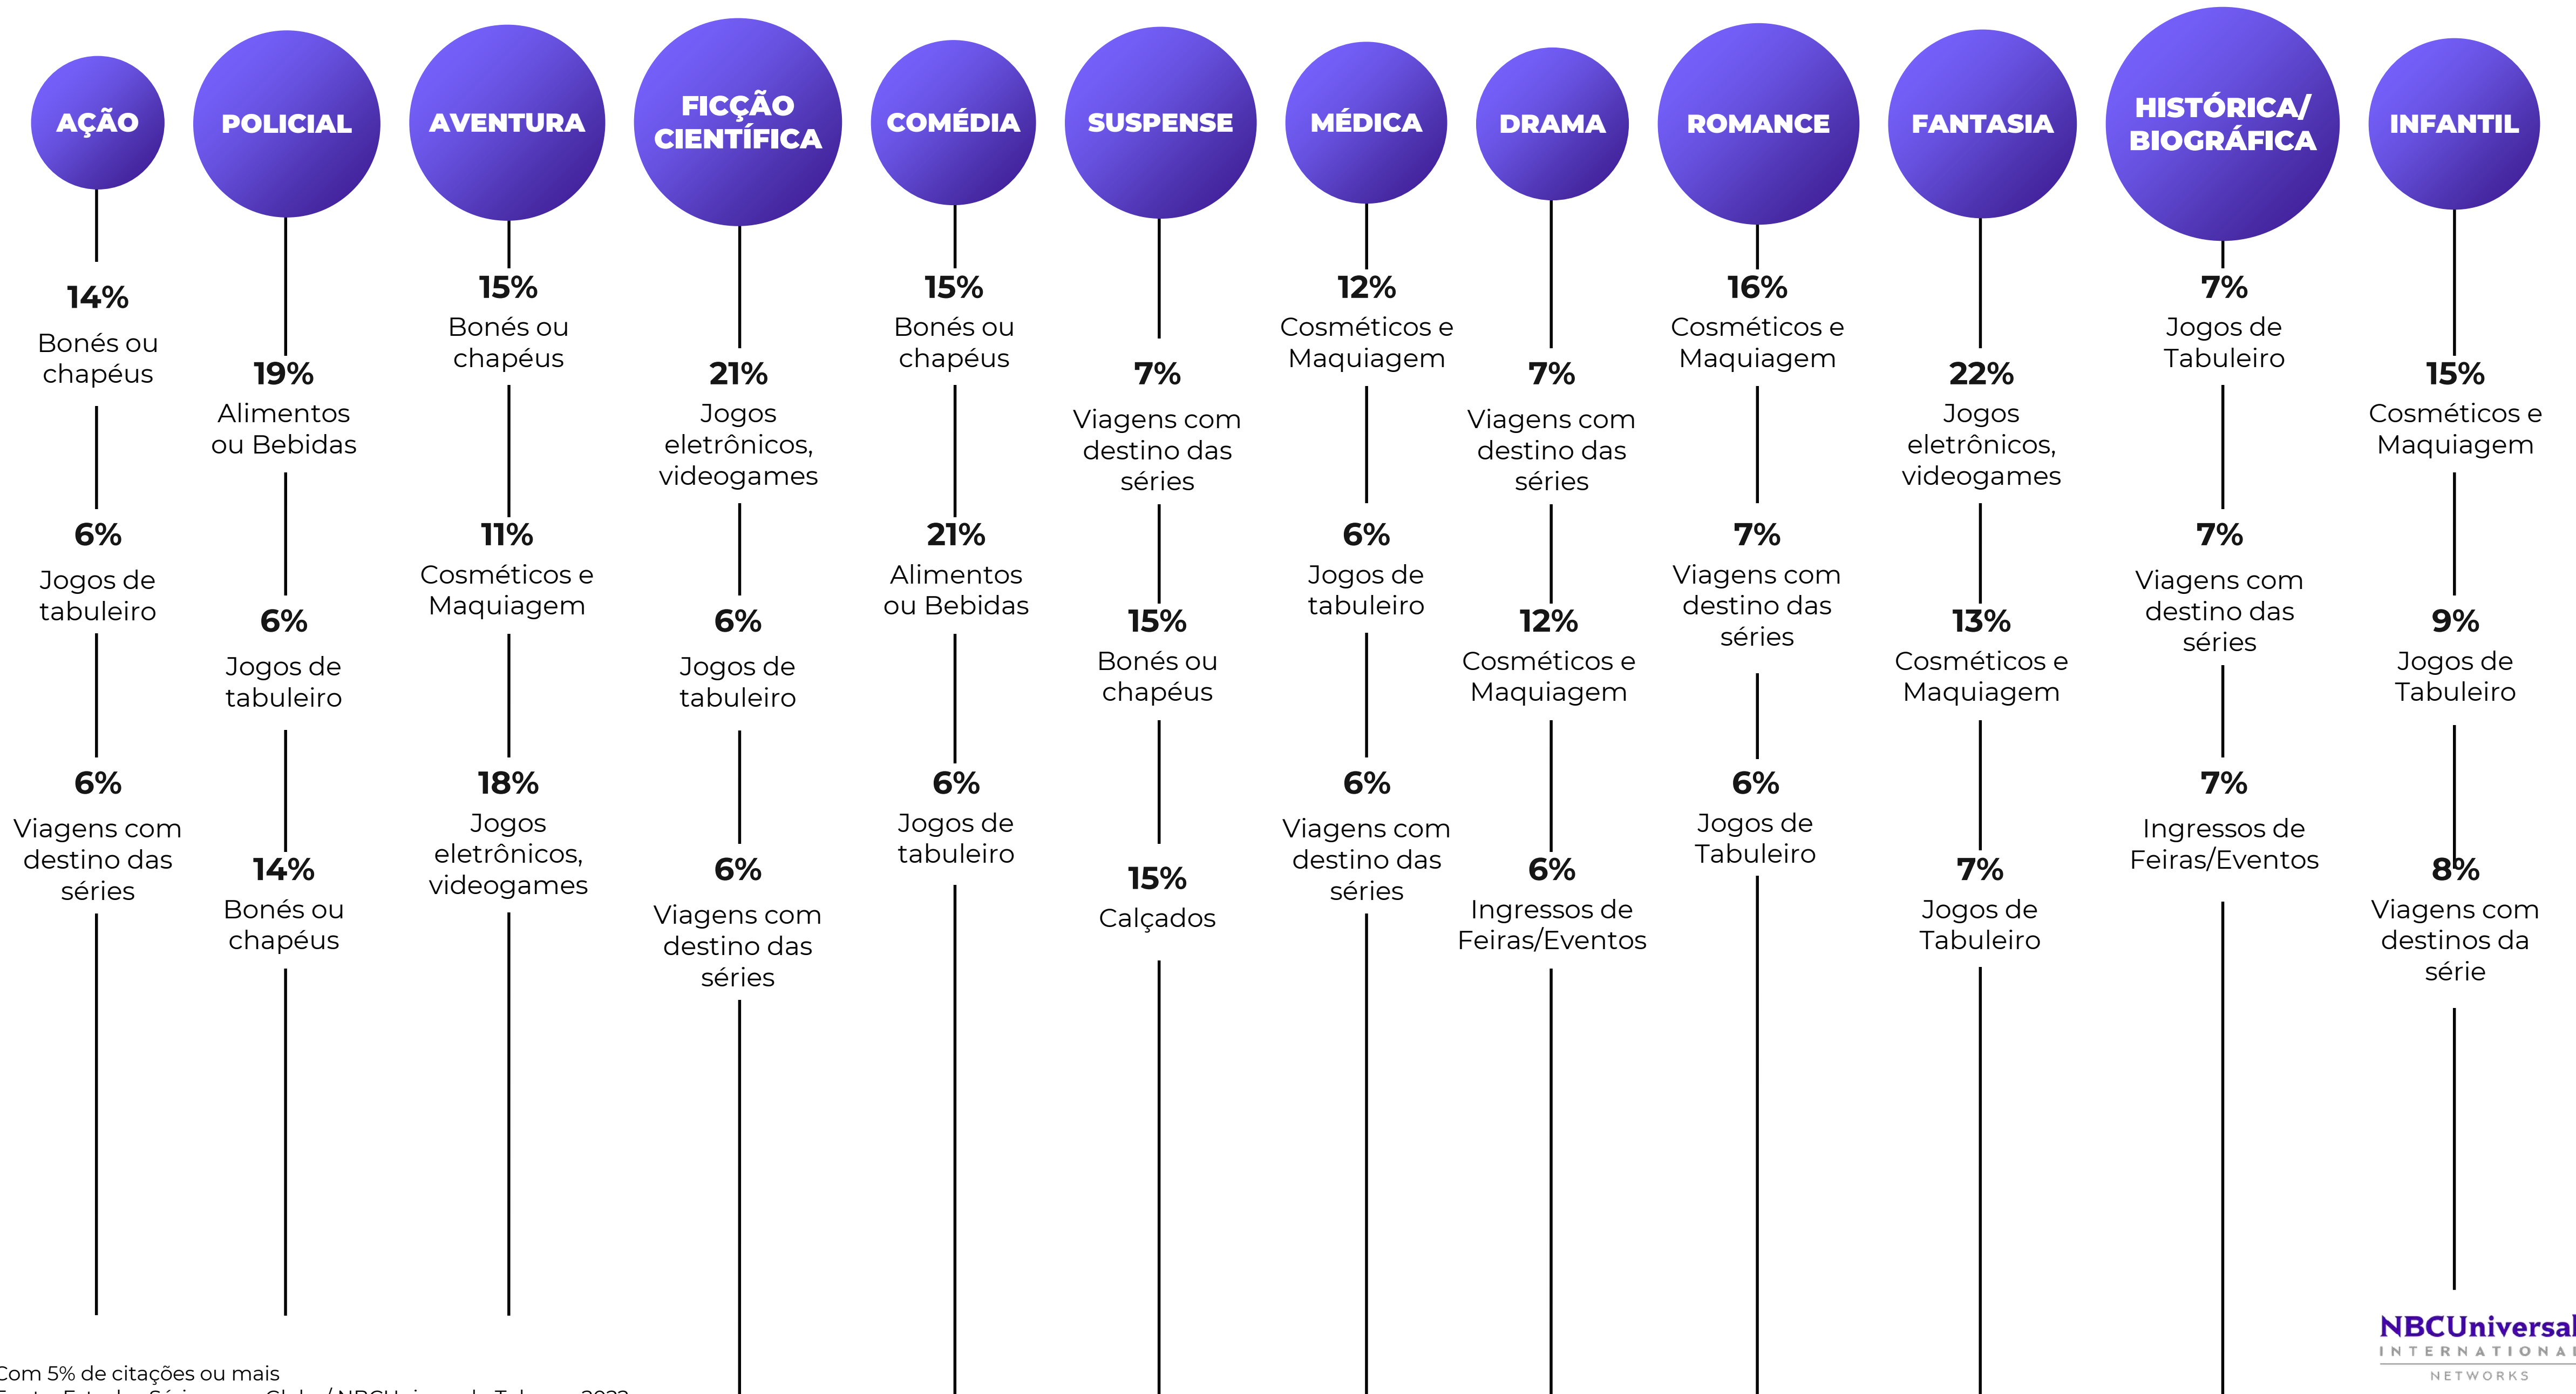 AÇÃO
14%
Bonés ou
chapéus
6%
Jogos de
tabuleiro
6%
Viagens com
destino das
séries
POLICIAL
19%
Alimentos
ou Bebidas
6%
Jogos de
tabuleiro
14%
Bonés ou
chapéus
AVENTURA
15%
Bonés ou
chapéus
11%
Cosméticos e
Maquiagem
18%
Jogos
eletrônicos,
videogames
FICÇÃO
CIENTÍFICA
21%
Jogos
eletrônicos,
videogames
6%
Jogos de
tabuleiro
6%
Viagens com
destino das
séries
COMÉDIA
15%
Bonés ou
chapéus
21%
Alimentos
ou Bebidas
6%
Jogos de
tabuleiro
SUSPENSE
7%
Viagens com
destino das
séries
15%
Bonés ou
chapéus
15%
Calçados
MÉDICA
12%
Cosméticos e
Maquiagem
6%
Jogos de
tabuleiro
6%
Viagens com
destino das
séries
DRAMA
7%
Viagens com
destino das
séries
12%
Cosméticos e
Maquiagem
6%
Ingressos de
Feiras/Eventos
ROMANCE
16%
Cosméticos e
Maquiagem
7%
Viagens com
destino das
séries
6%
Jogos de
Tabuleiro
FANTASIA
22%
Jogos
eletrônicos,
videogames
13%
Cosméticos e
Maquiagem
7%
Jogos de
Tabuleiro
HISTÓRICA/
BIOGRÁFICA
7%
Jogos de
Tabuleiro
7%
Viagens com
destino das
séries
7%
Ingressos de
Feiras/Eventos
INFANTIL
15%
Cosméticos e
Maquiagem
9%
Jogos de
Tabuleiro
8%
Viagens com
destinos da
série
Com 5% de citações ou mais
NBCUniversal
INTERNATIONAL
NETWORKS